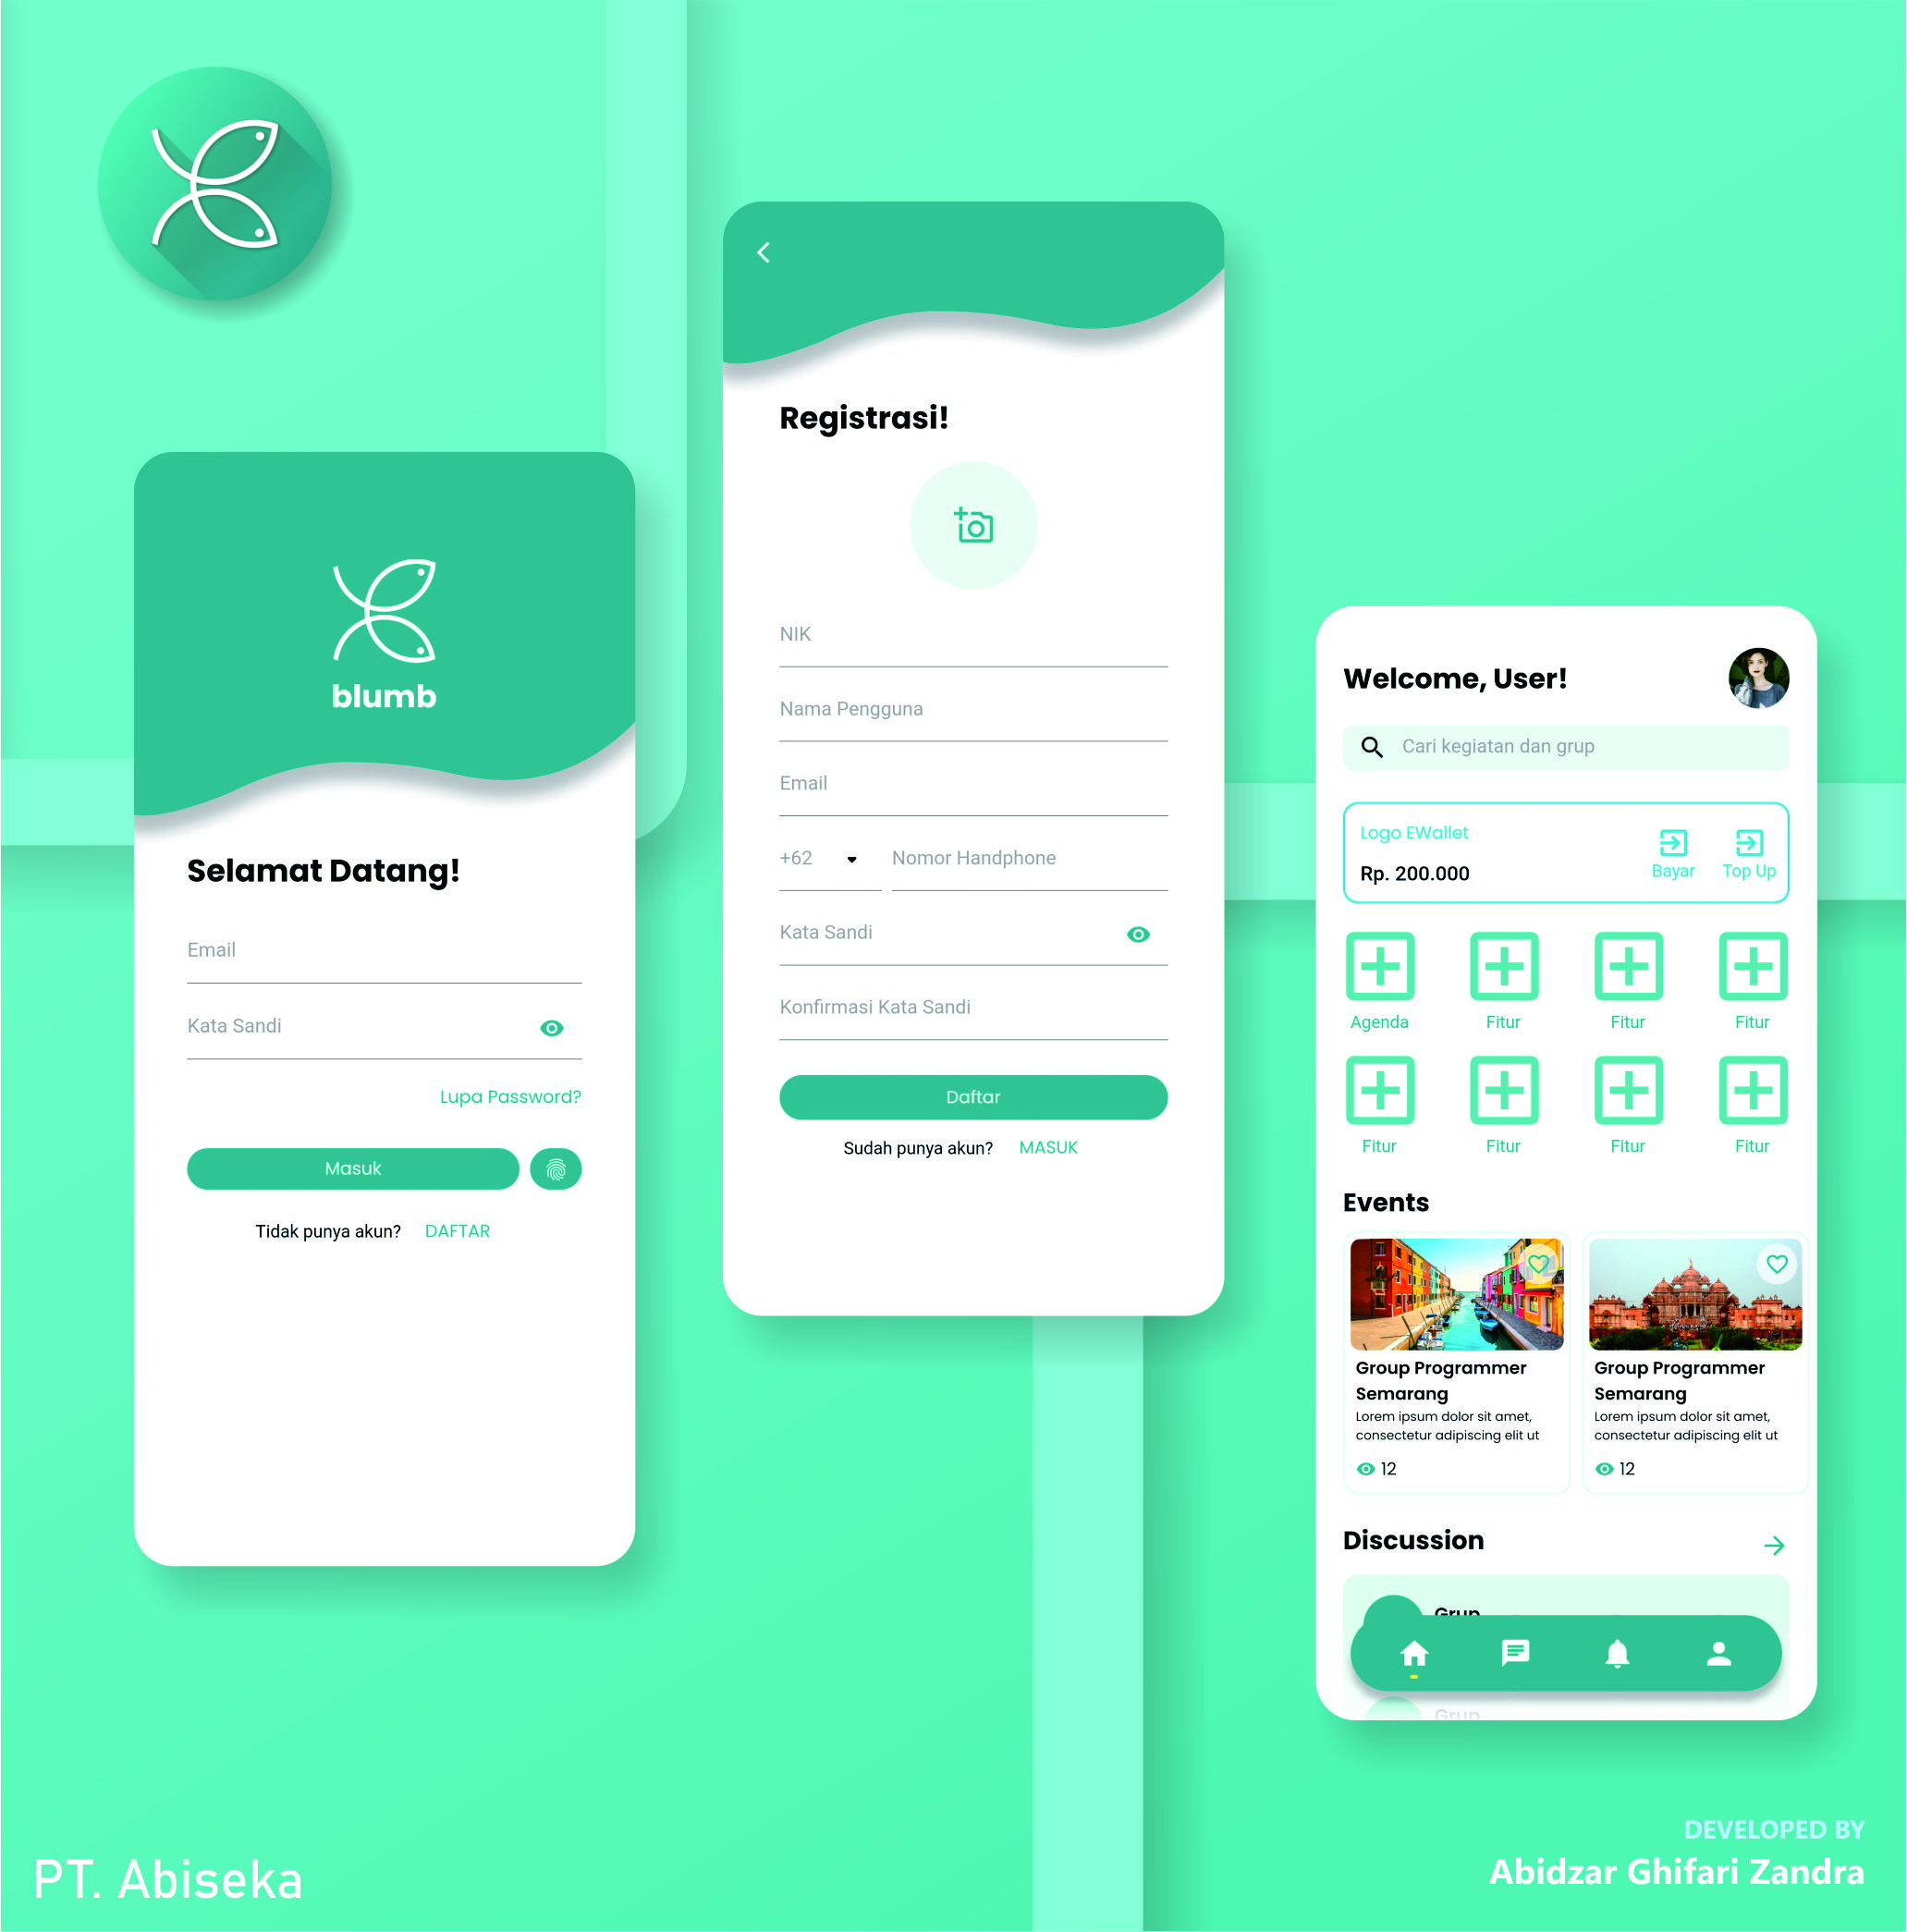 blumb
Selamat Datang!
Email
Kata Sandi
Lupa Password?
Masuk
Tidak punya akun? DAFTAR
Registrasi!
NIK
Nama Pengguna
Email
+62 Nomor Handphone
Kata Sandi
Konfirmasi Kata Sandi
Daftar
Sudah punya akun? MASUK
Welcome, User!
Cari kegiatan dan grup
Logo EWallet
Rp. 200.000
Bayar Top Up
Agenda Fitur Fitur Fitur
Fitur Fitur Fitur Fitur
Events
Group Programmer
Semarang
Lorem ipsum dolor sit amet,
consectetur adipiscing elit ut
12
Group Programmer
Semarang
Lorem ipsum dolor sit amet,
consectetur adipiscing elit ut
12
Discussion
Grup
Grup
PT. Abiseka
DEVELOPED BY
Abidzar Ghifari Zandra